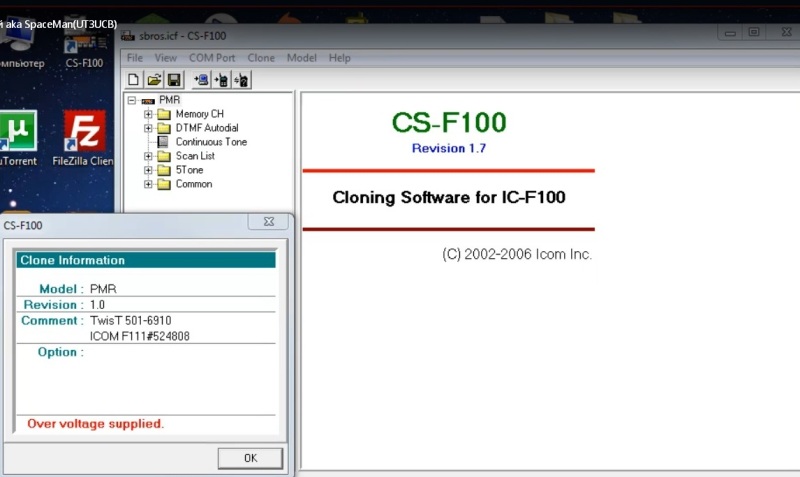 й aka SpaceMan(UT3UCB)
омпьютер
CS-F100
uTorrent
FileZilla Clien
sbros.icf - CS-F100
File View COM Port Clone Model Help
PMR
Memory CH
DTMF Autodial
Continuous Tone
Scan List
5Tone
Common
CS-F100
Revision 1.7
Cloning Software for IC-F100
(C) 2002-2006 Icom Inc.
CS-F100
Clone Information
Model : PMR
Revision : 1.0
Comment : TwisT 501-6910
ICOM F111#524808
Option :
Over voltage supplied.
OK